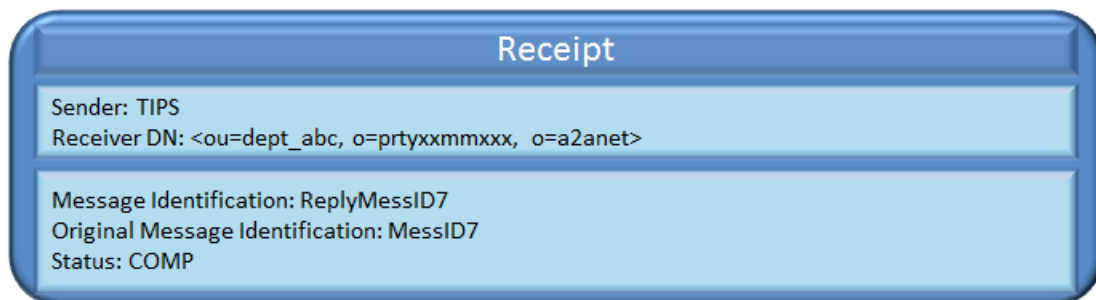 Receipt
Sender: TIPS
Receiver DN: <ou=dept_abc, o=prtyxxmmxxx, o=a2anet>
Message Identification: ReplyMessID7
Original Message Identification: MessID7
Status: COMP